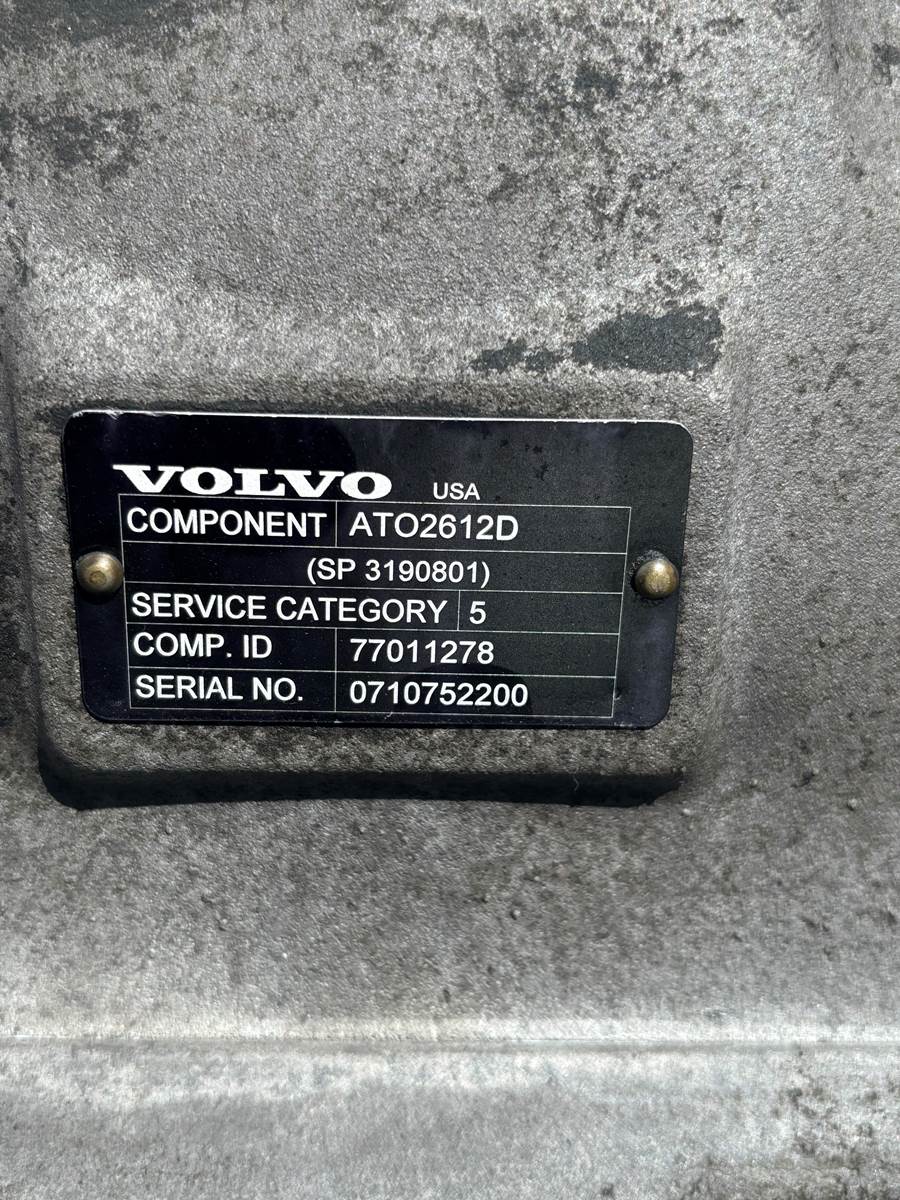 VOLVO USA
COMPONENT ATO2612D
(SP 3190801)
SERVICE CATEGORY 5
COMP. ID 77011278
SERIAL NO. 0710752200